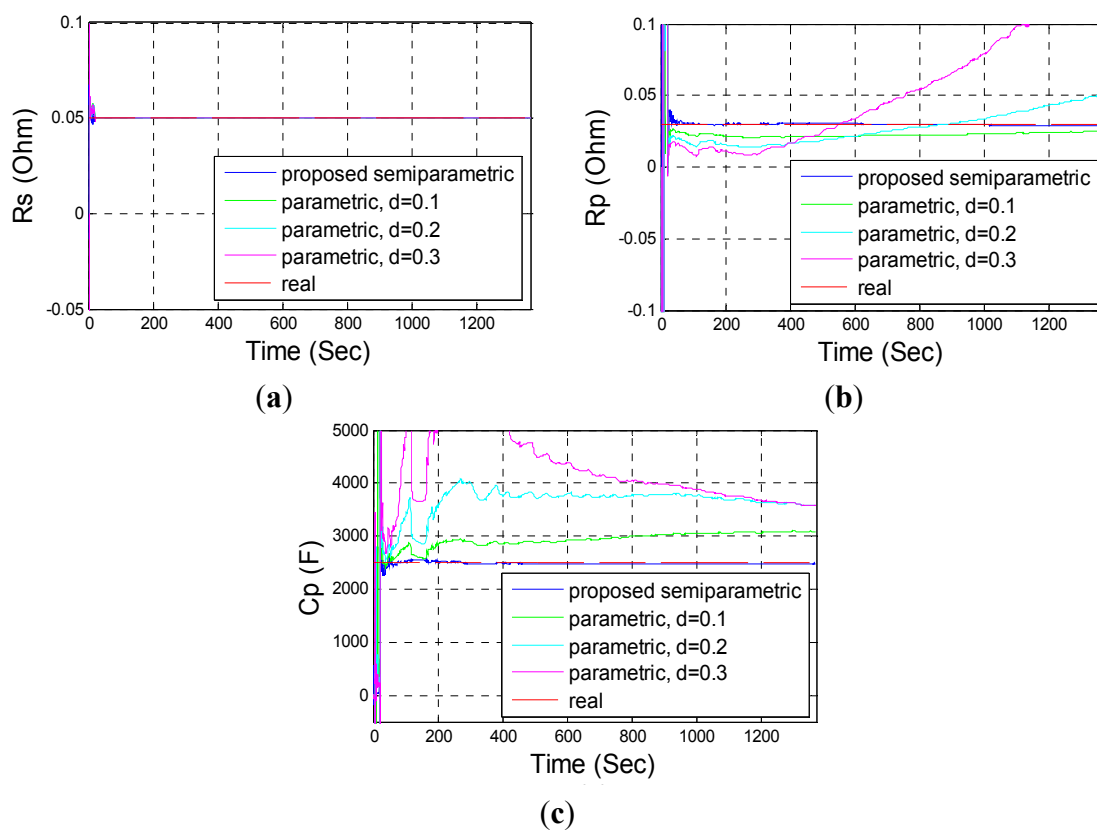 0.1
0.05
0
-0.05
Rs (Ohm)
proposed semiparametric
parametric, d=0.1
parametric, d=0.2
parametric, d=0.3
real
0 200 400 600 800 1000 1200
Time (Sec)
(a)
0.1
0.05
0
-0.05
-0.1
Rp (Ohm)
proposed semiparametric
parametric, d=0.1
parametric, d=0.2
parametric, d=0.3
real
0 200 400 600 800 1000 1200
Time (Sec)
(b)
5000
4000
3000
2000
1000
0
Cp (F)
proposed semiparametric
parametric, d=0.1
parametric, d=0.2
parametric, d=0.3
real
0 200 400 600 800 1000 1200
Time (Sec)
(c)